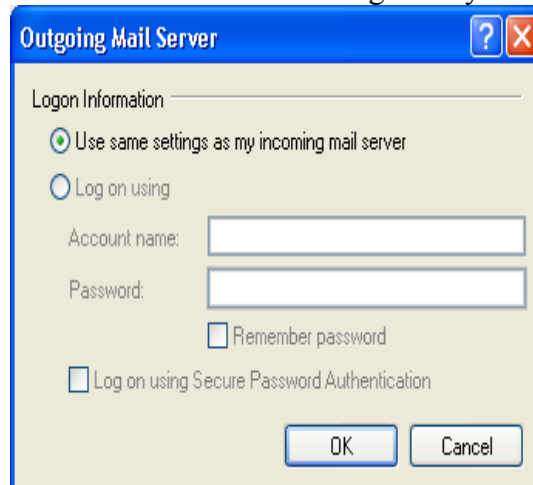 Outgoing Mail Server
Logon Information
Use same settings as my incoming mail server
Log on using
Account name:
Password:
Remember password
Log on using Secure Password Authentication
OK Cancel